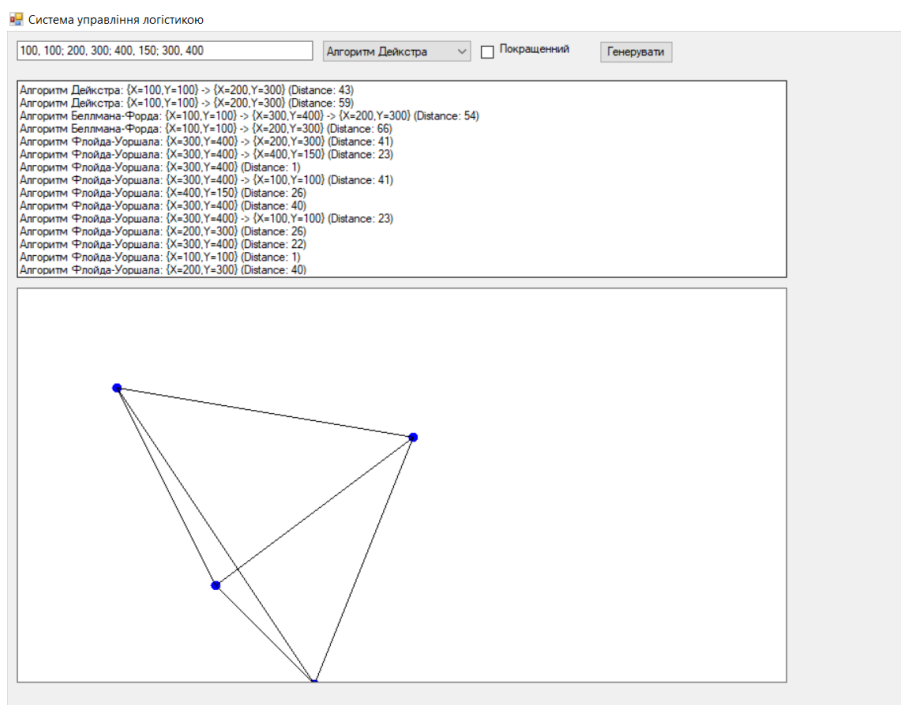 Система управління логістикою
100, 100; 200, 300; 400, 150; 300, 400
Алгоритм Дейкстра
Покращенний
Генерувати
Алгоритм Дейкстра: {X=100,Y=100} -> {X=200,Y=300} (Distance: 43)
Алгоритм Дейкстра: {X=100,Y=100} -> {X=200,Y=300} (Distance: 59)
Алгоритм Беллмана-Форда: {X=100,Y=100} -> {X=300,Y=400} -> {X=200,Y=300} (Distance: 54)
Алгоритм Беллмана-Форда: {X=100,Y=100} -> {X=200,Y=300} (Distance: 66)
Алгоритм Флойда-Уоршала: {X=300,Y=400} -> {X=200,Y=300} (Distance: 41)
Алгоритм Флойда-Уоршала: {X=300,Y=400} -> {X=400,Y=150} (Distance: 23)
Алгоритм Флойда-Уоршала: {X=300,Y=400} (Distance: 1)
Алгоритм Флойда-Уоршала: {X=300,Y=400} -> {X=100,Y=100} (Distance: 41)
Алгоритм Флойда-Уоршала: {X=400,Y=150} (Distance: 26)
Алгоритм Флойда-Уоршала: {X=300,Y=400} (Distance: 40)
Алгоритм Флойда-Уоршала: {X=300,Y=400} -> {X=100,Y=100} (Distance: 23)
Алгоритм Флойда-Уоршала: {X=200,Y=300} (Distance: 26)
Алгоритм Флойда-Уоршала: {X=300,Y=400} (Distance: 22)
Алгоритм Флойда-Уоршала: {X=100,Y=100} (Distance: 1)
Алгоритм Флойда-Уоршала: {X=200,Y=300} (Distance: 40)